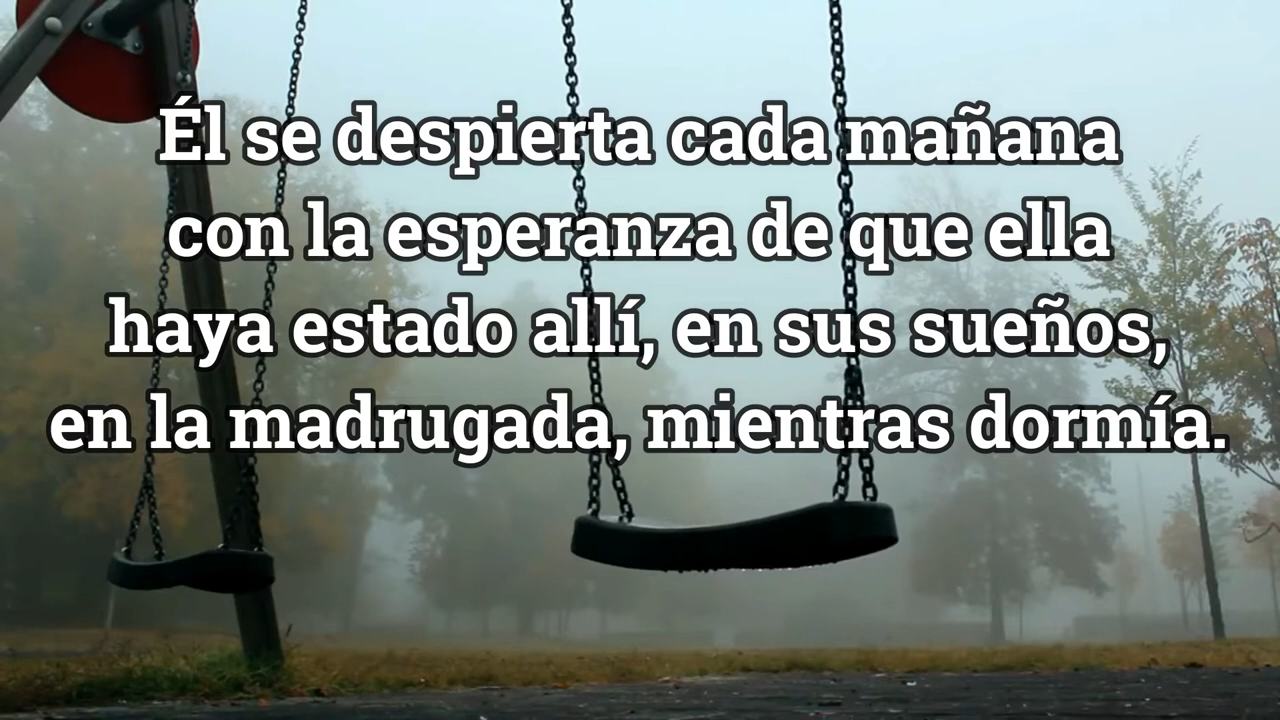 Él se despierta cada mañana
con la esperanza de que ella
haya estado allí, en sus sueños,
en la madrugada, mientras dormía.